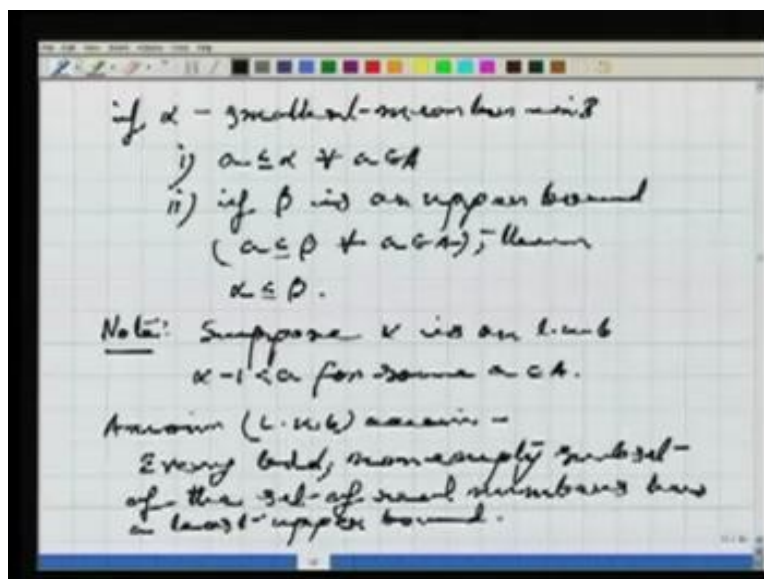 if α - smallest number in B
i) a ≤ α ∀ a ∈ A
ii) if β is an upper bound
(a ≤ β ∀ a ∈ A), then
α ≤ β.
Note: Suppose α is an l.u.b
α - 1 < a for some a ∈ A.
Axiom (L.u.b) axiom -
Every bdd, nonempty subset
of the set of real numbers has
a least upper bound.